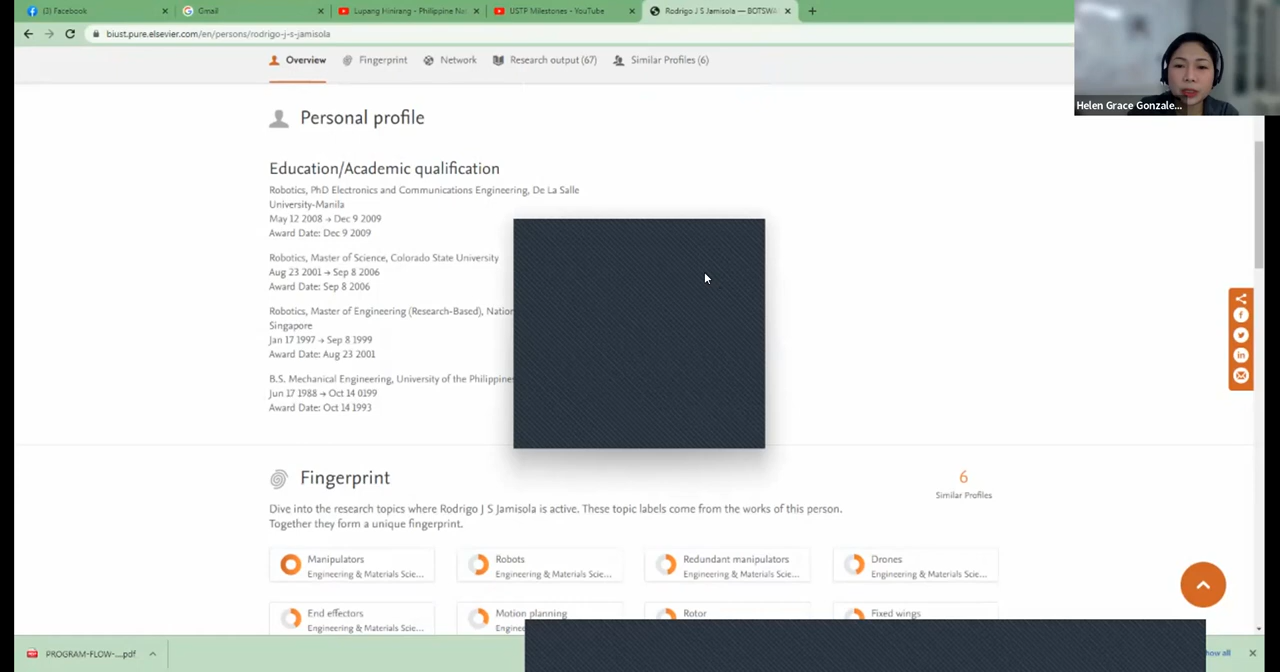 (3) Facebook
Gmail
Lupang Hinirang - Philippine Na
USTP Milestones - YouTube
Rodrigo J S Jamisola — BOTSWA
biust.pure.elsevier.com/en/persons/rodrigo-j-s-jamisola
Overview
Fingerprint
Network
Research output (67)
Similar Profiles (6)
Helen Grace Gonzale...
Personal profile
Education/Academic qualification
Robotics, PhD Electronics and Communications Engineering, De La Salle
University-Manila
May 12 2008 → Dec 9 2009
Award Date: Dec 9 2009
Robotics, Master of Science, Colorado State University
Aug 23 2001 → Sep 8 2006
Award Date: Sep 8 2006
Robotics, Master of Engineering (Research-Based), Nation
Singapore
Jan 17 1997 → Sep 8 1999
Award Date: Aug 23 2001
B.S. Mechanical Engineering, University of the Philippines
Jun 17 1988 → Oct 14 0199
Award Date: Oct 14 1993
Fingerprint
6
Similar Profiles
Dive into the research topics where Rodrigo J S Jamisola is active. These topic labels come from the works of this person.
Together they form a unique fingerprint.
Manipulators
Engineering & Materials Scie...
Robots
Engineering & Materials Scie...
Redundant manipulators
Engineering & Materials Scie...
Drones
Engineering & Materials Scie...
End effectors
Engineering & Materials Scie...
Motion planning
Engine
Rotor
Fixed wings
PROGRAM-FLOW-....pdf
how all